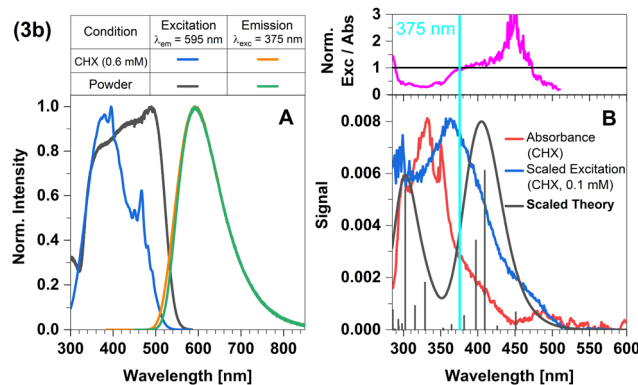 (3b)
Condition Excitation Emission
λem = 595 nm λexc = 375 nm
CHX (0.6 mM)
Powder
A
1.0
0.8
0.6
0.4
0.2
0.0
Norm. Intensity
300 400 500 600 700 800
Wavelength [nm]
375 nm
3
2
1
0
Norm.
Exc / Abs
B
Absorbance
(CHX)
Scaled Excitation
(CHX, 0.1 mM)
Scaled Theory
0.008
0.006
0.004
0.002
0.000
Signal
300 350 400 450 500 550 600
Wavelength [nm]